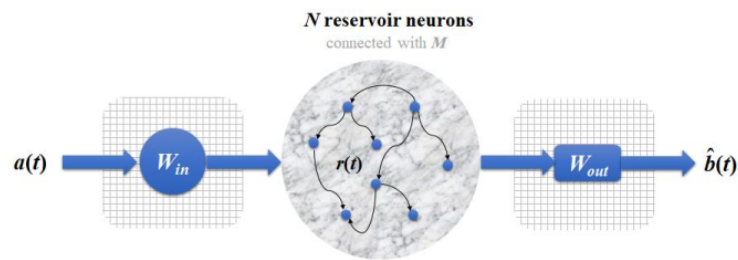 N reservoir neurons
connected with M
a(t)
W_in
r(t)
W_out
b̂(t)